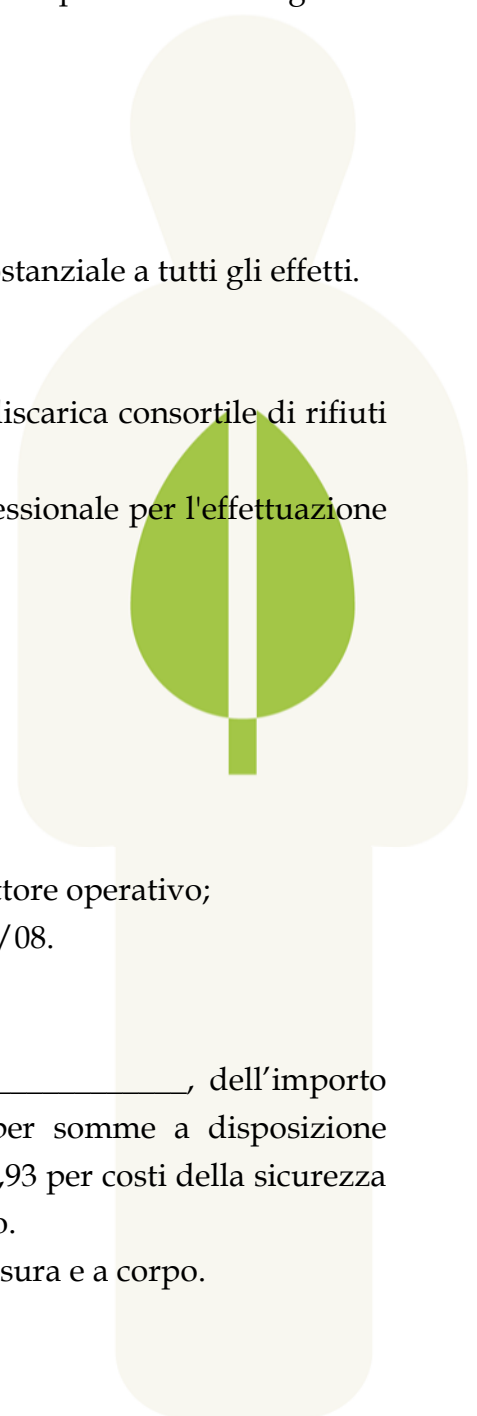 stanziale a tutti gli effetti.
discarica consortile di rifiuti
essionale per l'effettuazione
ttore operativo;
/08.
____________, dell’importo
per somme a disposizione
,93 per costi della sicurezza
o.
sura e a corpo.